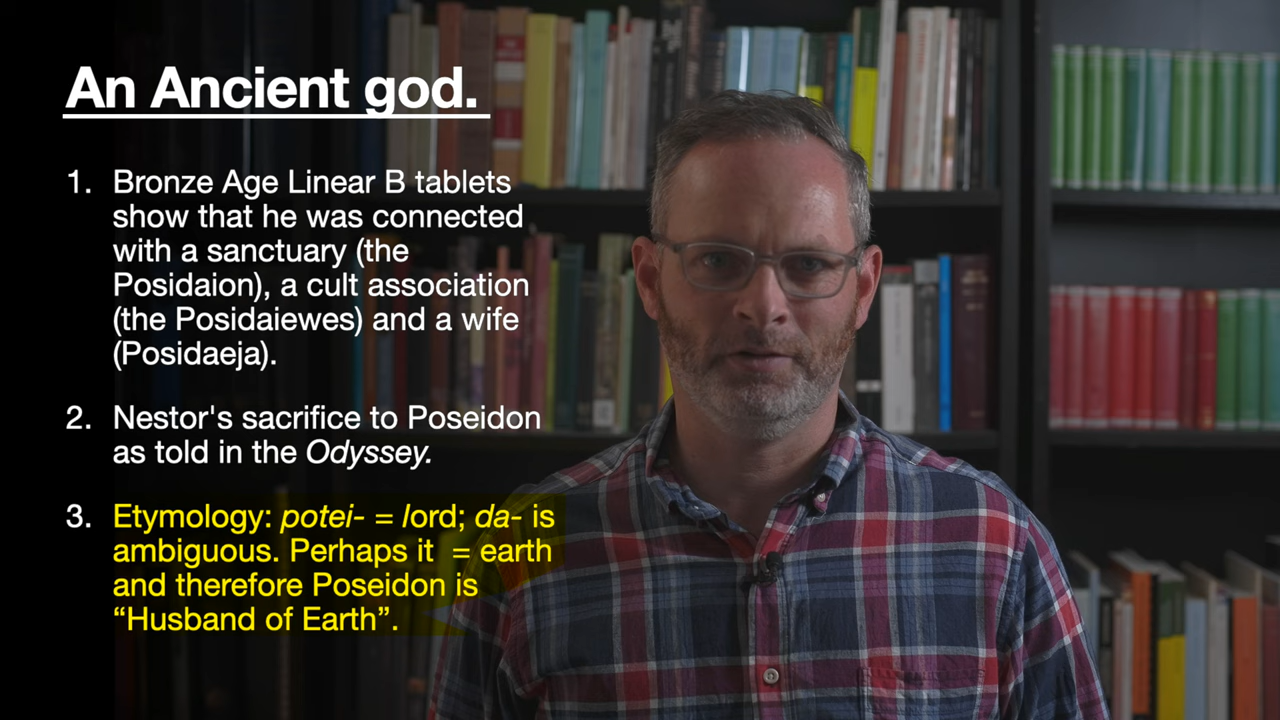 An Ancient god.
1. Bronze Age Linear B tablets
show that he was connected
with a sanctuary (the
Posidaion), a cult association
(the Posidaiewes) and a wife
(Posidaeja).
2. Nestor's sacrifice to Poseidon
as told in the Odyssey.
3. Etymology: potei- = lord; da- is
ambiguous. Perhaps it = earth
and therefore Poseidon is
“Husband of Earth”.